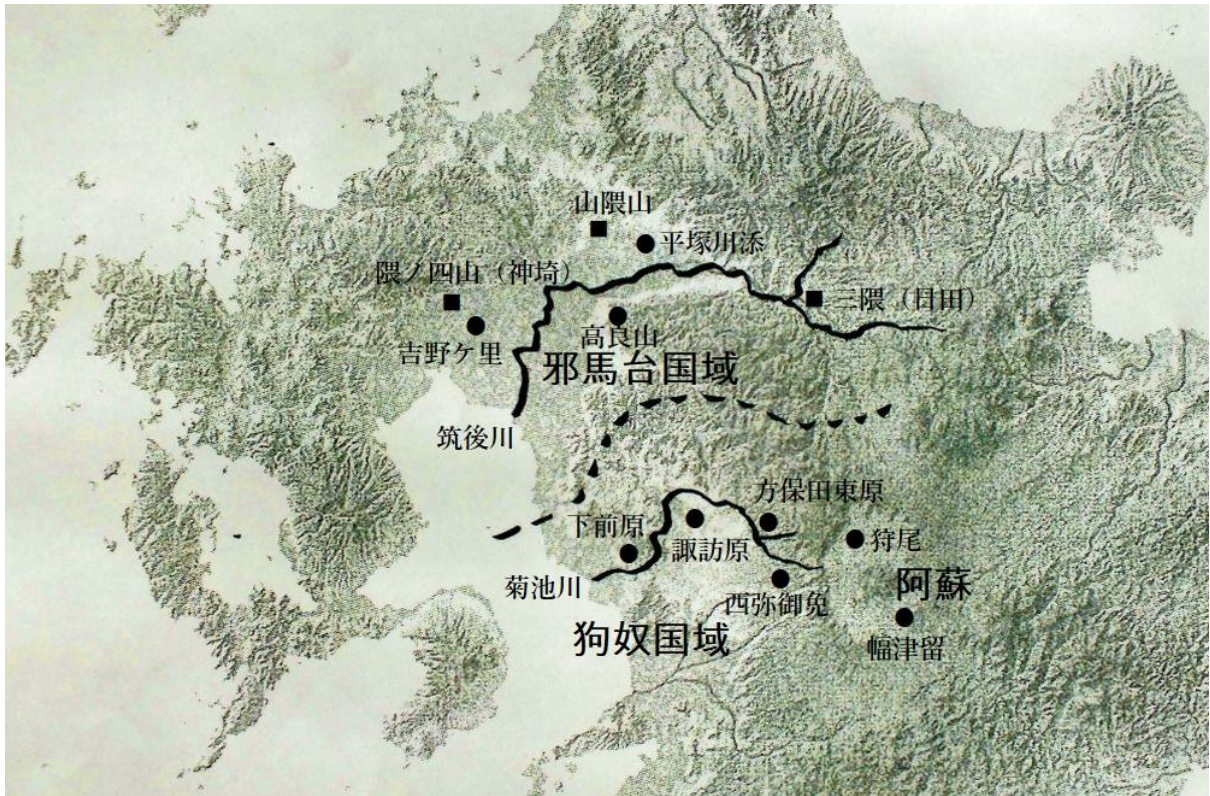 山隈山
平塚川添
隈ノ四山（神埼）
三隈（日田）
吉野ケ里
高良山
邪馬台国域
筑後川
方保田東原
下前原
諏訪原
狩尾
菊池川
西弥御免
阿蘇
狗奴国域
幅津留